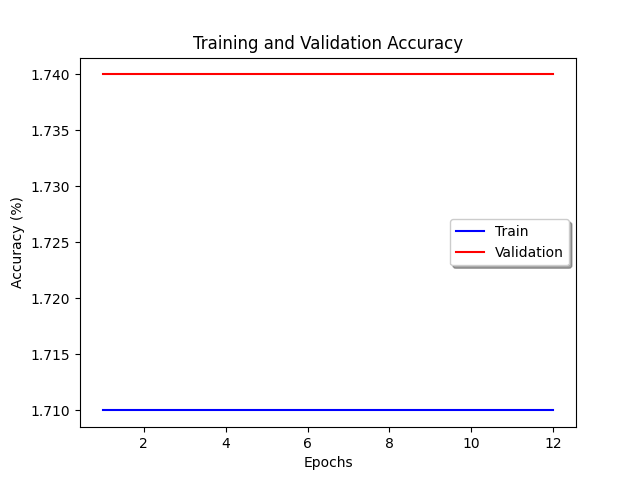 Training and Validation Accuracy
1.740
1.735
1.730
1.725
1.720
1.715
1.710
Accuracy (%)
Train
Validation
2 4 6 8 10 12
Epochs